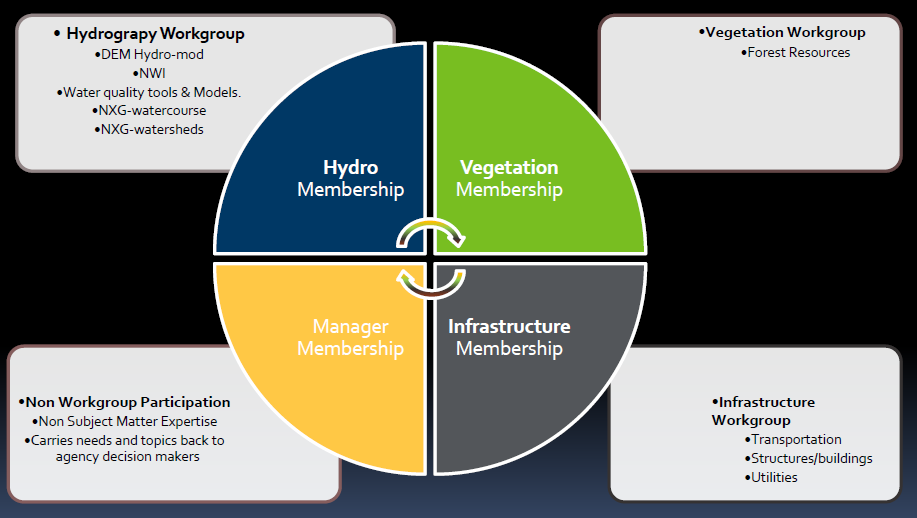 • Hydrograpy Workgroup
•DEM Hydro-mod
•NWI
•Water quality tools & Models.
•NXG-watercourse
•NXG-watersheds
•Vegetation Workgroup
•Forest Resources
Hydro
Membership
Vegetation
Membership
Manager
Membership
Infrastructure
Membership
•Non Workgroup Participation
•Non Subject Matter Expertise
•Carries needs and topics back to
agency decision makers
•Infrastructure
Workgroup
•Transportation
•Structures/buildings
•Utilities